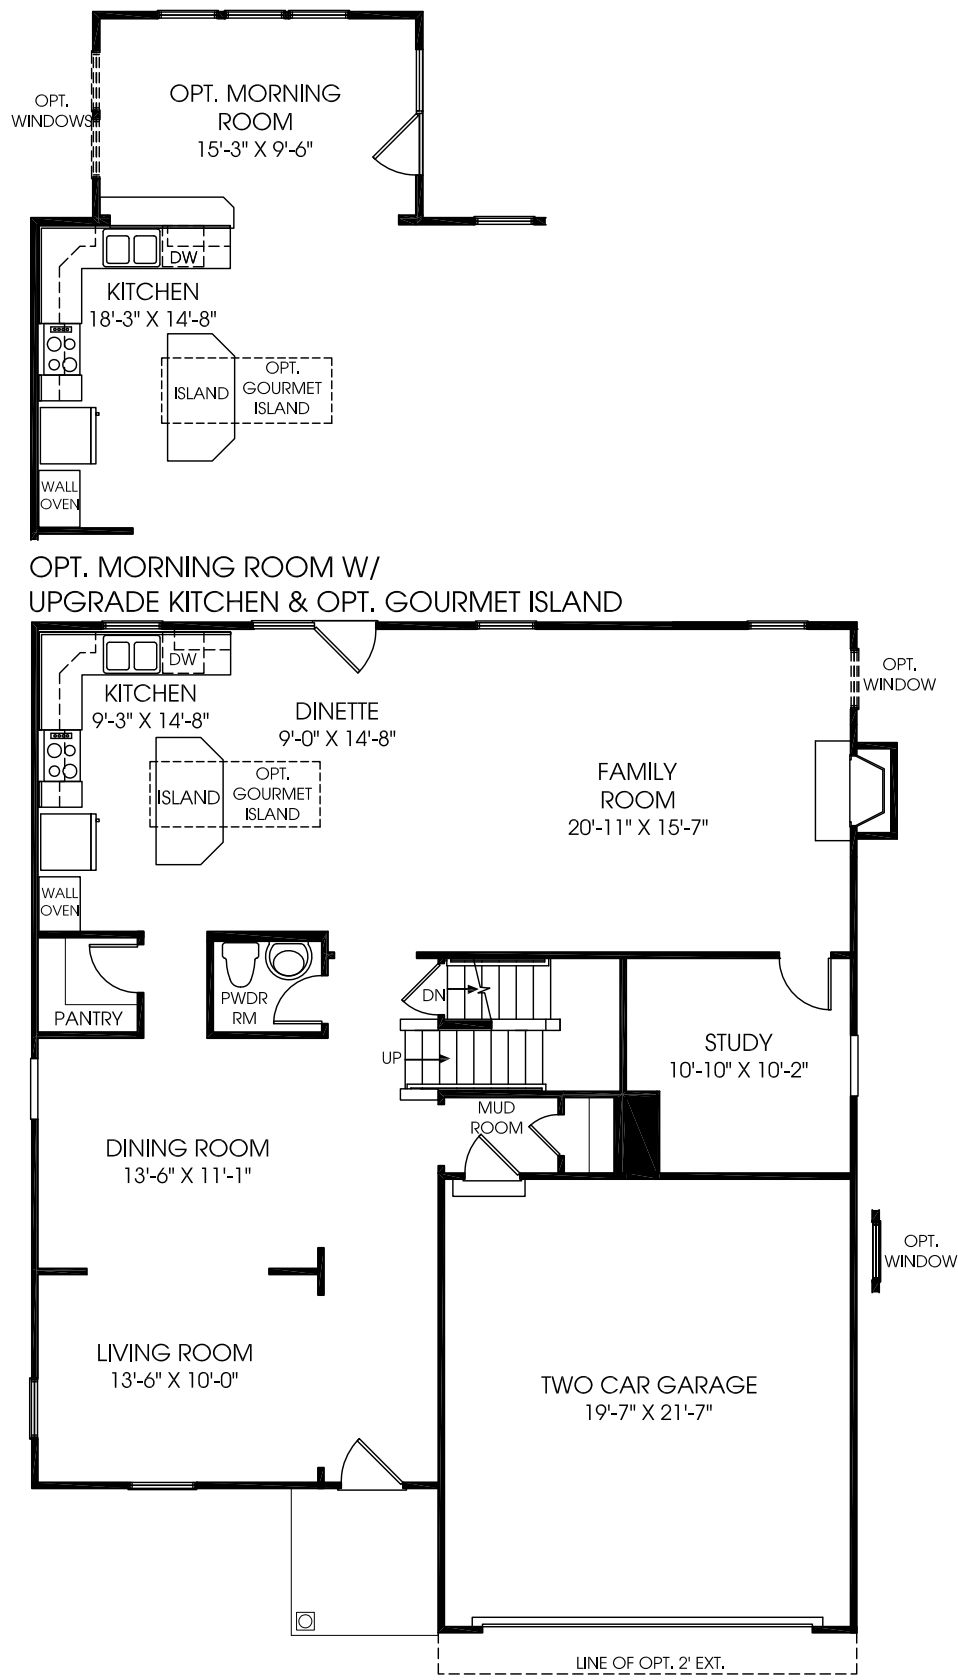 OPT. MORNING
ROOM
15'-3" X 9'-6"
OPT.
WINDOWS
DW
KITCHEN
18'-3" X 14'-8"
ISLAND
OPT.
GOURMET
ISLAND
WALL
OVEN
OPT. MORNING ROOM W/
UPGRADE KITCHEN & OPT. GOURMET ISLAND
DW
KITCHEN
9'-3" X 14'-8"
DINETTE
9'-0" X 14'-8"
OPT.
WINDOW
ISLAND
OPT.
GOURMET
ISLAND
FAMILY
ROOM
20'-11" X 15'-7"
WALL
OVEN
PANTRY
PWDR
RM
DN
UP
STUDY
10'-10" X 10'-2"
MUD
ROOM
DINING ROOM
13'-6" X 11'-1"
OPT.
WINDOW
LIVING ROOM
13'-6" X 10'-0"
TWO CAR GARAGE
19'-7" X 21'-7"
LINE OF OPT. 2' EXT.